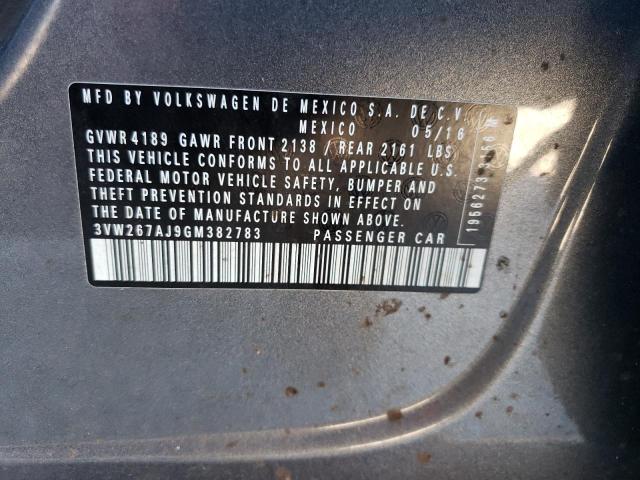 MFD BY VOLKSWAGEN DE MEXICO S.A. DE C.V.
MEXICO 05/16
GVWR 4189 GAWR FRONT 2138 / REAR 2161 LBS
THIS VEHICLE CONFORMS TO ALL APPLICABLE U.S.
FEDERAL MOTOR VEHICLE SAFETY, BUMPER AND
THEFT PREVENTION STANDARDS IN EFFECT ON
THE DATE OF MANUFACTURE SHOWN ABOVE.
3VW267AJ9GM382783 PASSENGER CAR
1956273